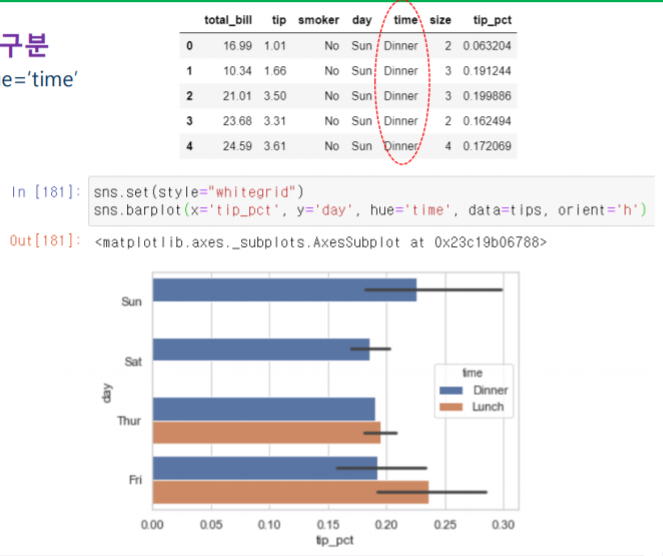 구분
ue='time'
total_bill tip smoker day time size tip_pct
0 16.99 1.01 No Sun Dinner 2 0.063204
1 10.34 1.66 No Sun Dinner 3 0.191244
2 21.01 3.50 No Sun Dinner 3 0.199886
3 23.68 3.31 No Sun Dinner 2 0.162494
4 24.59 3.61 No Sun Dinner 4 0.172069
In [181]: sns.set(style="whitegrid")
sns.barplot(x='tip_pct', y='day', hue='time', data=tips, orient='h')
Out[181]: <matplotlib.axes._subplots.AxesSubplot at 0x23c19b06788>
Sun
Sat
Thur
Fri
day
time
Dinner
Lunch
0.00 0.05 0.10 0.15 0.20 0.25 0.30
tip_pct